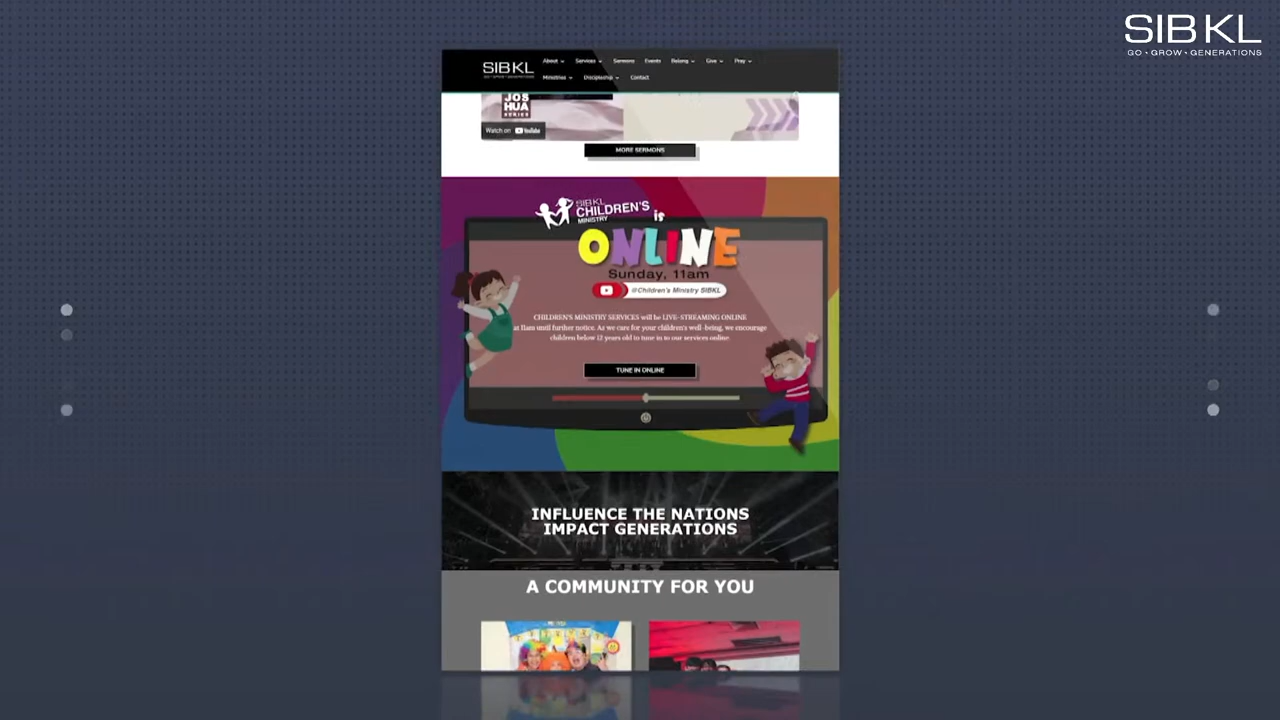 SIBKL
GO • GROW • GENERATIONS
SIBKL
GO • GROW • GENERATIONS
About Services Sermons Events Belong Give Pray
Ministries Discipleship Contact
JOS
HUA
SERIES
Watch on YouTube
MORE SERMONS
SIBKL
CHILDREN'S
MINISTRY
is
ONLINE
Sunday, 11am
@Children's Ministry SIBKL
CHILDREN'S MINISTRY SERVICES will be LIVE-STREAMING ONLINE
at 11am until further notice. As we care for your children's well-being, we encourage
children below 12 years old to tune in to our services online.
TUNE IN ONLINE
INFLUENCE THE NATIONS
IMPACT GENERATIONS
A COMMUNITY FOR YOU